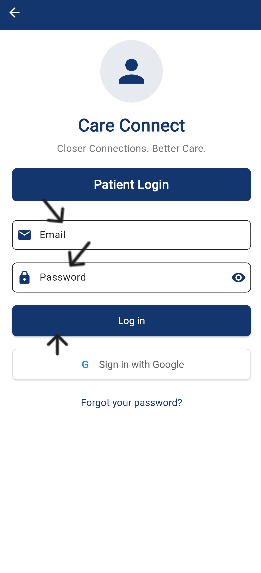 Care Connect
Closer Connections. Better Care.
Patient Login
Email
Password
Log in
G Sign in with Google
Forgot your password?